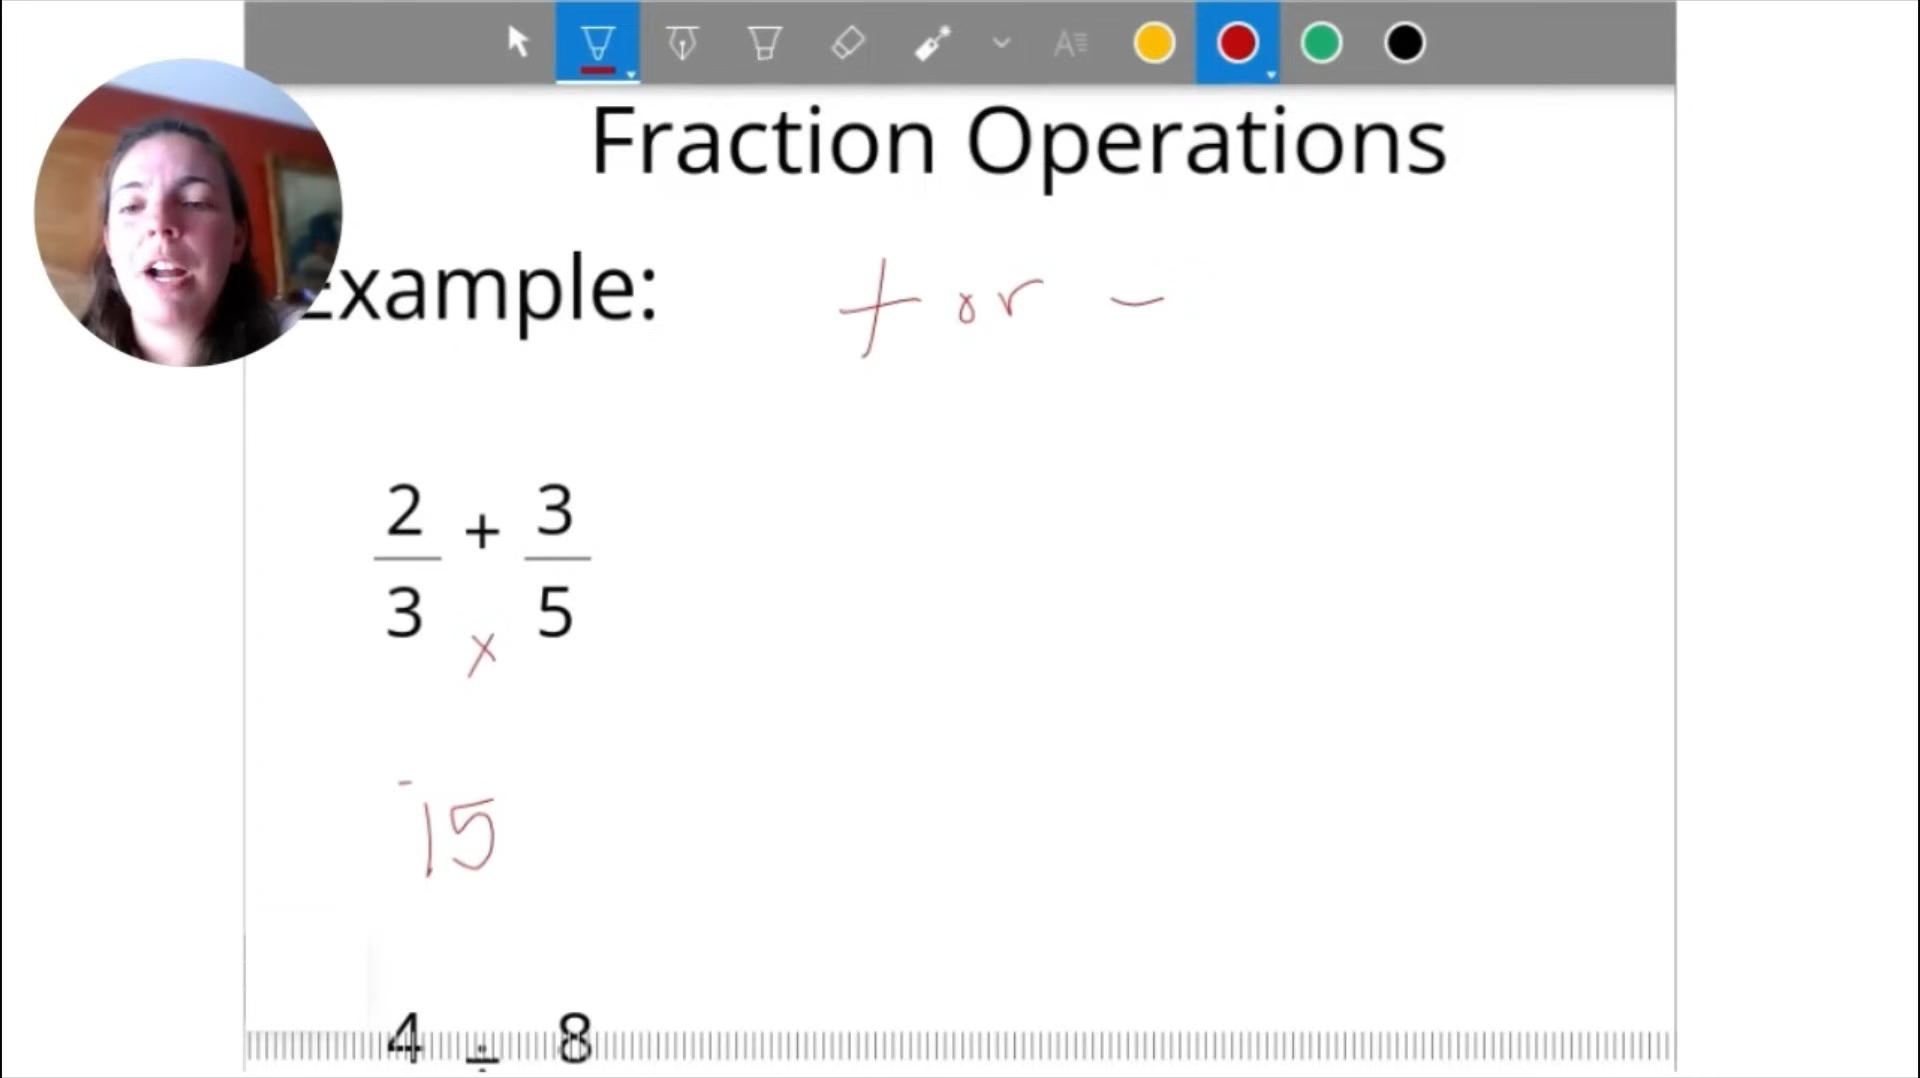 Fraction Operations
Example:
+ or -
2 + 3
3 × 5
15
4 ÷ 8